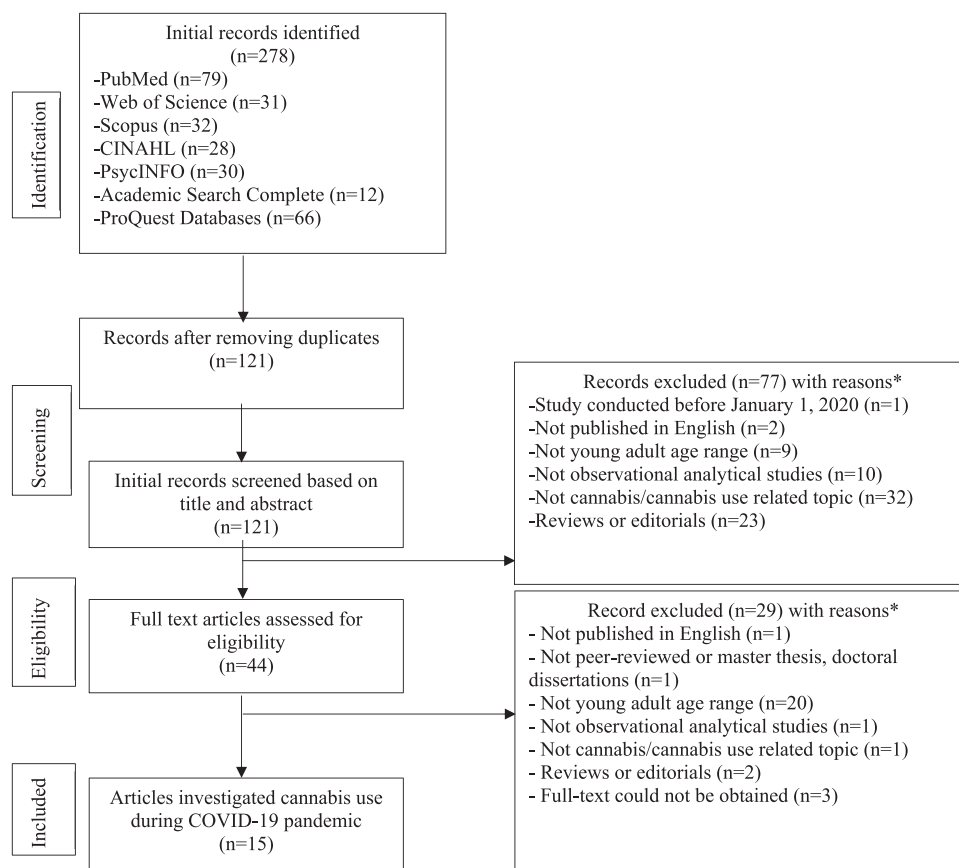 Identification
Initial records identified
(n=278)
-PubMed (n=79)
-Web of Science (n=31)
-Scopus (n=32)
-CINAHL (n=28)
-PsycINFO (n=30)
-Academic Search Complete (n=12)
-ProQuest Databases (n=66)
Screening
Records after removing duplicates
(n=121)
Initial records screened based on
title and abstract
(n=121)
Records excluded (n=77) with reasons*
-Study conducted before January 1, 2020 (n=1)
-Not published in English (n=2)
-Not young adult age range (n=9)
-Not observational analytical studies (n=10)
-Not cannabis/cannabis use related topic (n=32)
-Reviews or editorials (n=23)
Eligibility
Full text articles assessed for
eligibility
(n=44)
Record excluded (n=29) with reasons*
- Not published in English (n=1)
- Not peer-reviewed or master thesis, doctoral
dissertations (n=1)
- Not young adult age range (n=20)
- Not observational analytical studies (n=1)
- Not cannabis/cannabis use related topic (n=1)
- Reviews or editorials (n=2)
- Full-text could not be obtained (n=3)
Included
Articles investigated cannabis use
during COVID-19 pandemic
(n=15)